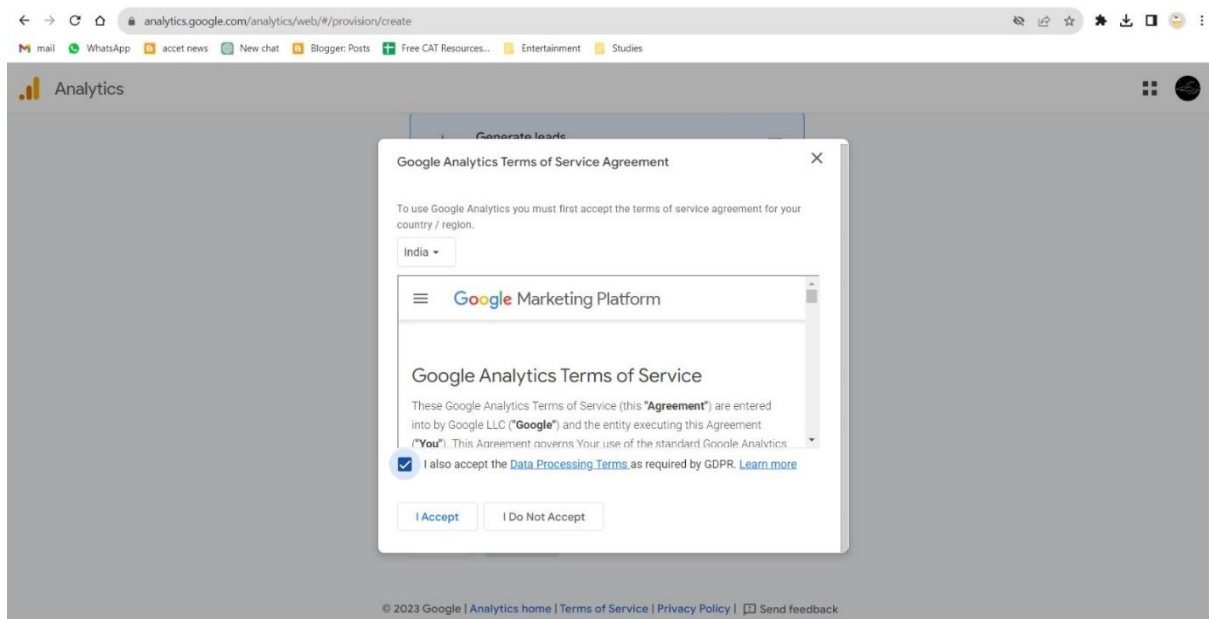 analytics.google.com/analytics/web/#/provision/create
mail WhatsApp accet news New chat Blogger: Posts Free CAT Resources... Entertainment Studies
Analytics
Generate leads
Google Analytics Terms of Service Agreement
To use Google Analytics you must first accept the terms of service agreement for your
country / region.
India
Google Marketing Platform
Google Analytics Terms of Service
These Google Analytics Terms of Service (this "Agreement") are entered
into by Google LLC ("Google") and the entity executing this Agreement
("You"). This Agreement governs Your use of the standard Google Analytics
I also accept the Data Processing Terms as required by GDPR. Learn more
I Accept I Do Not Accept
© 2023 Google | Analytics home | Terms of Service | Privacy Policy | Send feedback